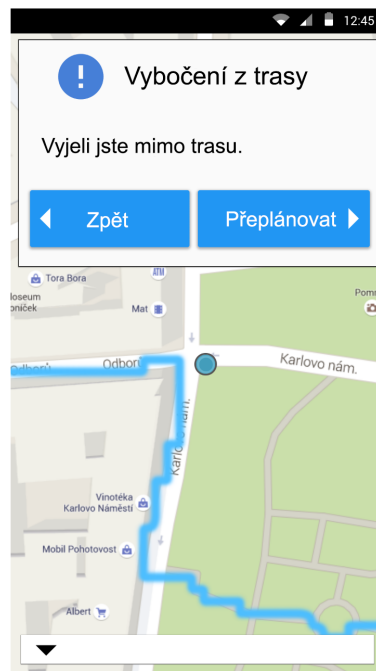 12:45
!
Vybočení z trasy
Vyjeli jste mimo trasu.
Zpět
Přeplánovat
Tora Bora
ATM
Mat
Karlovo nám.
Karlovo nám.
Vinotéka
Karlovo Náměstí
Mobil Pohotovost
Albert